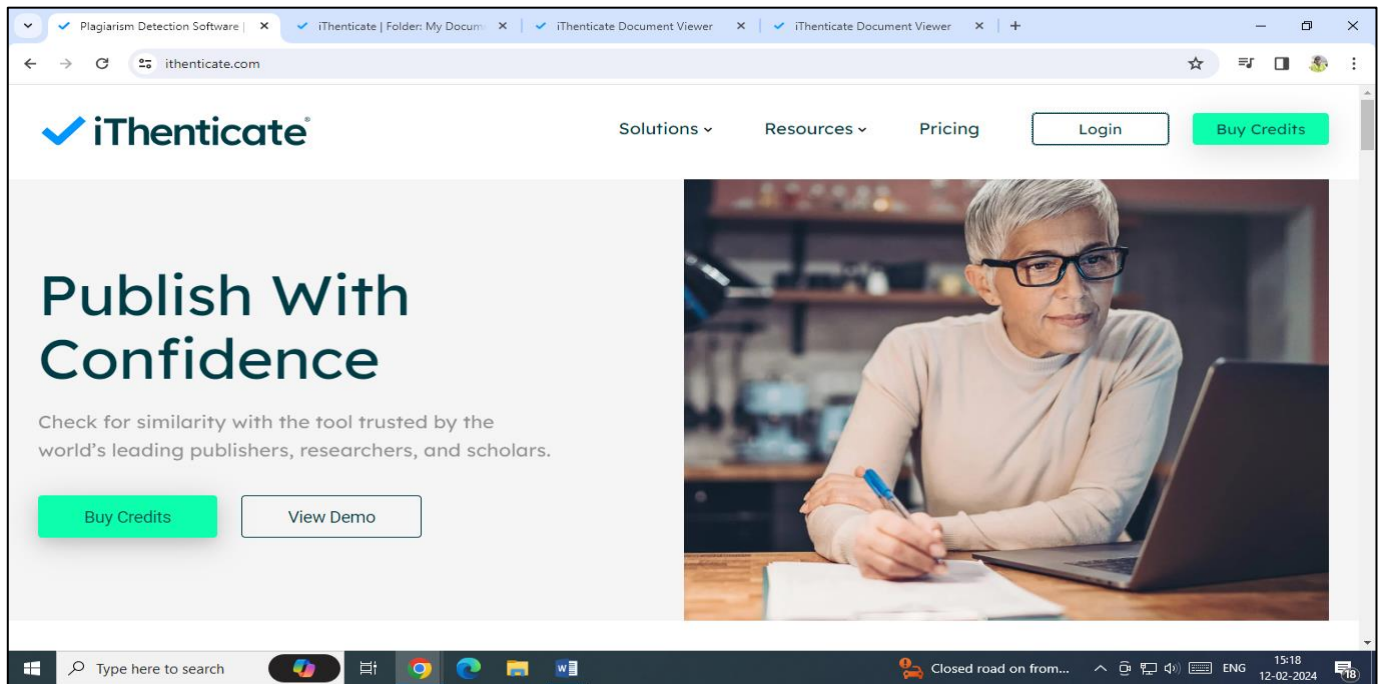 Plagiarism Detection Software |
iThenticate | Folder: My Docum
iThenticate Document Viewer
iThenticate Document Viewer
ithenticate.com
iThenticate®
Solutions
Resources
Pricing
Login
Buy Credits
Publish With
Confidence
Check for similarity with the tool trusted by the
world's leading publishers, researchers, and scholars.
Buy Credits
View Demo
Type here to search
Closed road on from...
ENG
15:18
12-02-2024
18